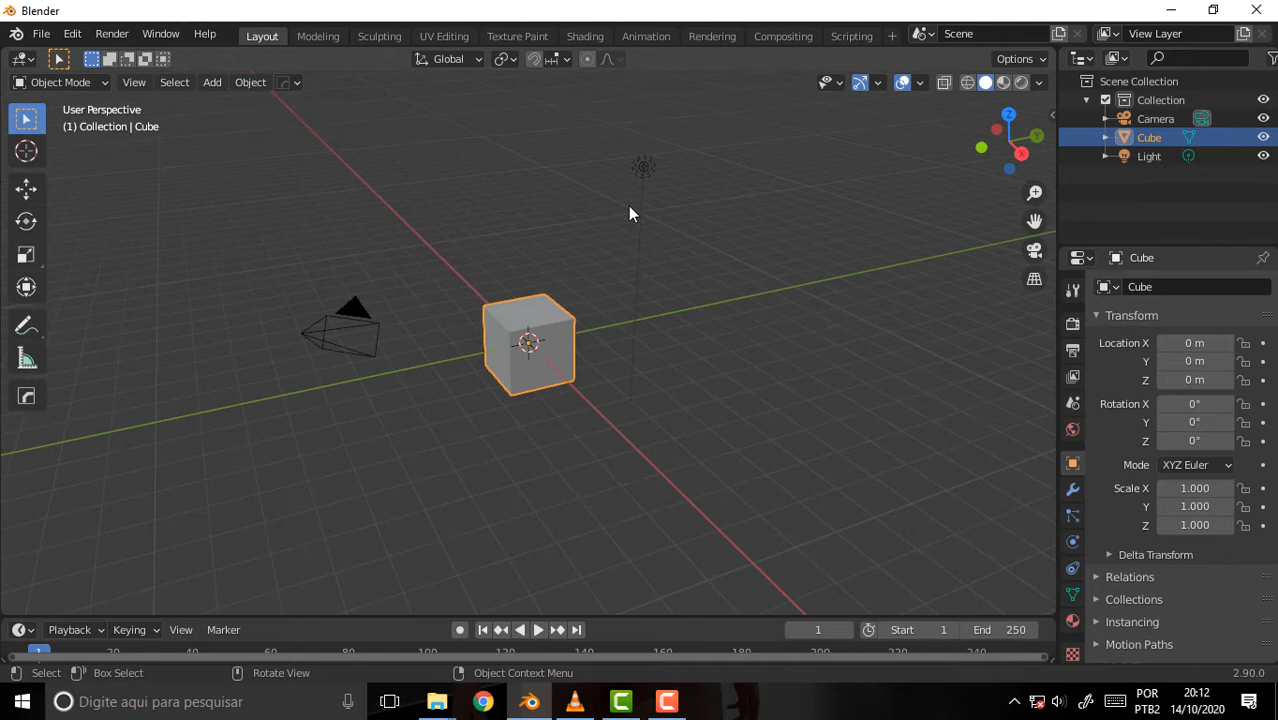 Blender
File Edit Render Window Help
Layout Modeling Sculpting UV Editing Texture Paint Shading Animation Rendering Compositing Scripting +
Scene
View Layer
Global
Options
Object Mode View Select Add Object
User Perspective
(1) Collection | Cube
Z
Y
X
Scene Collection
Collection
Camera
Cube
Light
Cube
Cube
Transform
Location X 0 m
Y 0 m
Z 0 m
Rotation X 0°
Y 0°
Z 0°
Mode XYZ Euler
Scale X 1.000
Y 1.000
Z 1.000
Delta Transform
Relations
Collections
Instancing
Motion Paths
Playback Keying View Marker
1
Start 1 End 250
1 20 40 60 80 100 120 140 160 180 200 220 240
Select Box Select Rotate View Object Context Menu 2.90.0
Digite aqui para pesquisar
POR
PTB2
20:12
14/10/2020